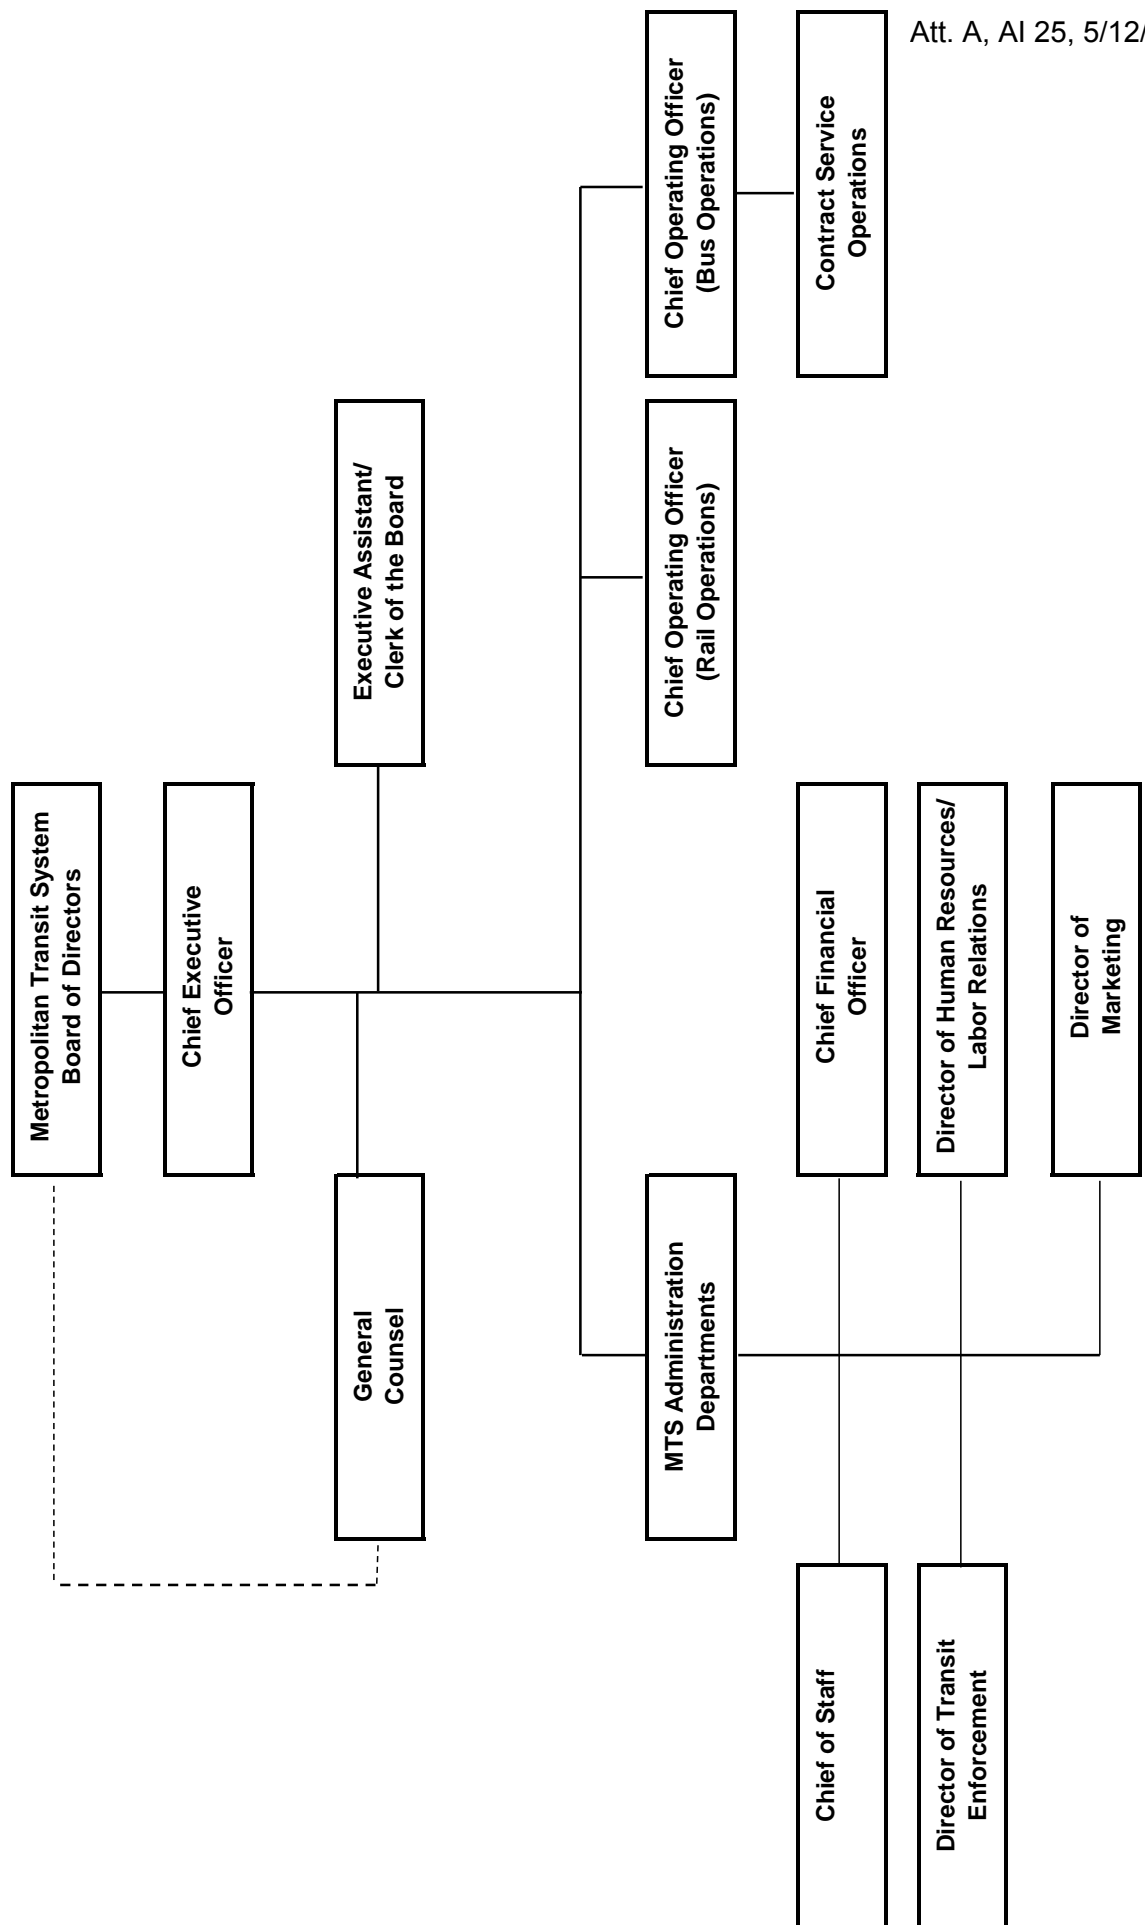 Att. A, AI 25, 5/12/
Metropolitan Transit System
Board of Directors
Chief Executive
Officer
General
Counsel
Executive Assistant/
Clerk of the Board
MTS Administration
Departments
Chief Operating Officer
(Rail Operations)
Chief Operating Officer
(Bus Operations)
Chief of Staff
Chief Financial
Officer
Contract Service
Operations
Director of Transit
Enforcement
Director of Human Resources/
Labor Relations
Director of
Marketing